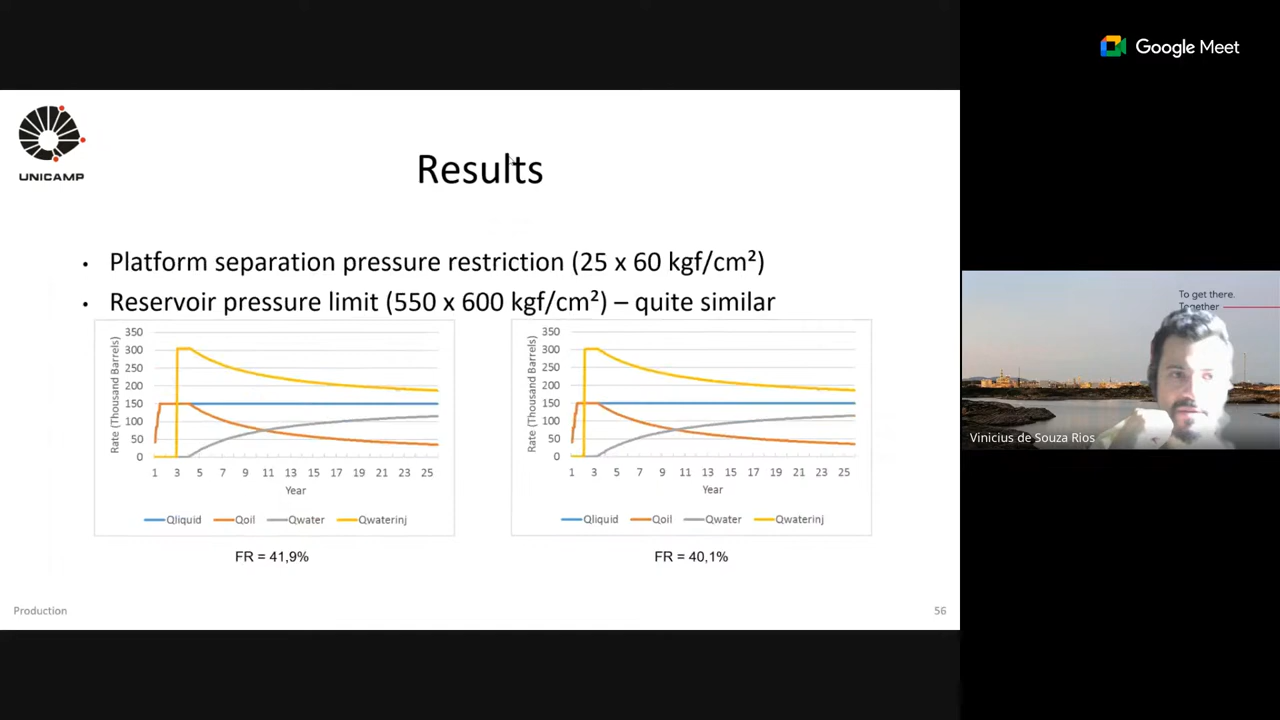 Google Meet
UNICAMP
Results
• Platform separation pressure restriction (25 x 60 kgf/cm²)
• Reservoir pressure limit (550 x 600 kgf/cm²) – quite similar
Rate (Thousand Barrels)
350
300
250
200
150
100
50
0
1 3 5 7 9 11 13 15 17 19 21 23 25
Year
Qliquid Qoil Qwater Qwaterinj
FR = 41,9%
Rate (Thousand Barrels)
350
300
250
200
150
100
50
0
1 3 5 7 9 11 13 15 17 19 21 23 25
Year
Qliquid Qoil Qwater Qwaterinj
FR = 40,1%
Production
56
To get there.
Together
Vinicius de Souza Rios